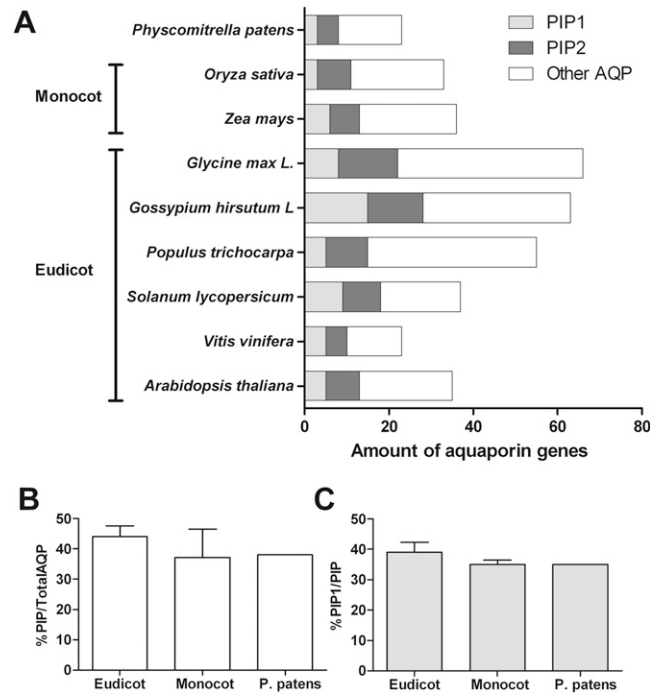 A
PIP1
PIP2
Other AQP
Physcomitrella patens
Oryza sativa
Monocot
Zea mays
Glycine max L.
Gossypium hirsutum L
Eudicot
Populus trichocarpa
Solanum lycopersicum
Vitis vinifera
Arabidopsis thaliana
0 20 40 60 80
Amount of aquaporin genes
B
%PIP/TotalAQP
50
40
30
20
10
0
Eudicot Monocot P. patens
C
%PIP1/PIP
50
40
30
20
10
0
Eudicot Monocot P. patens